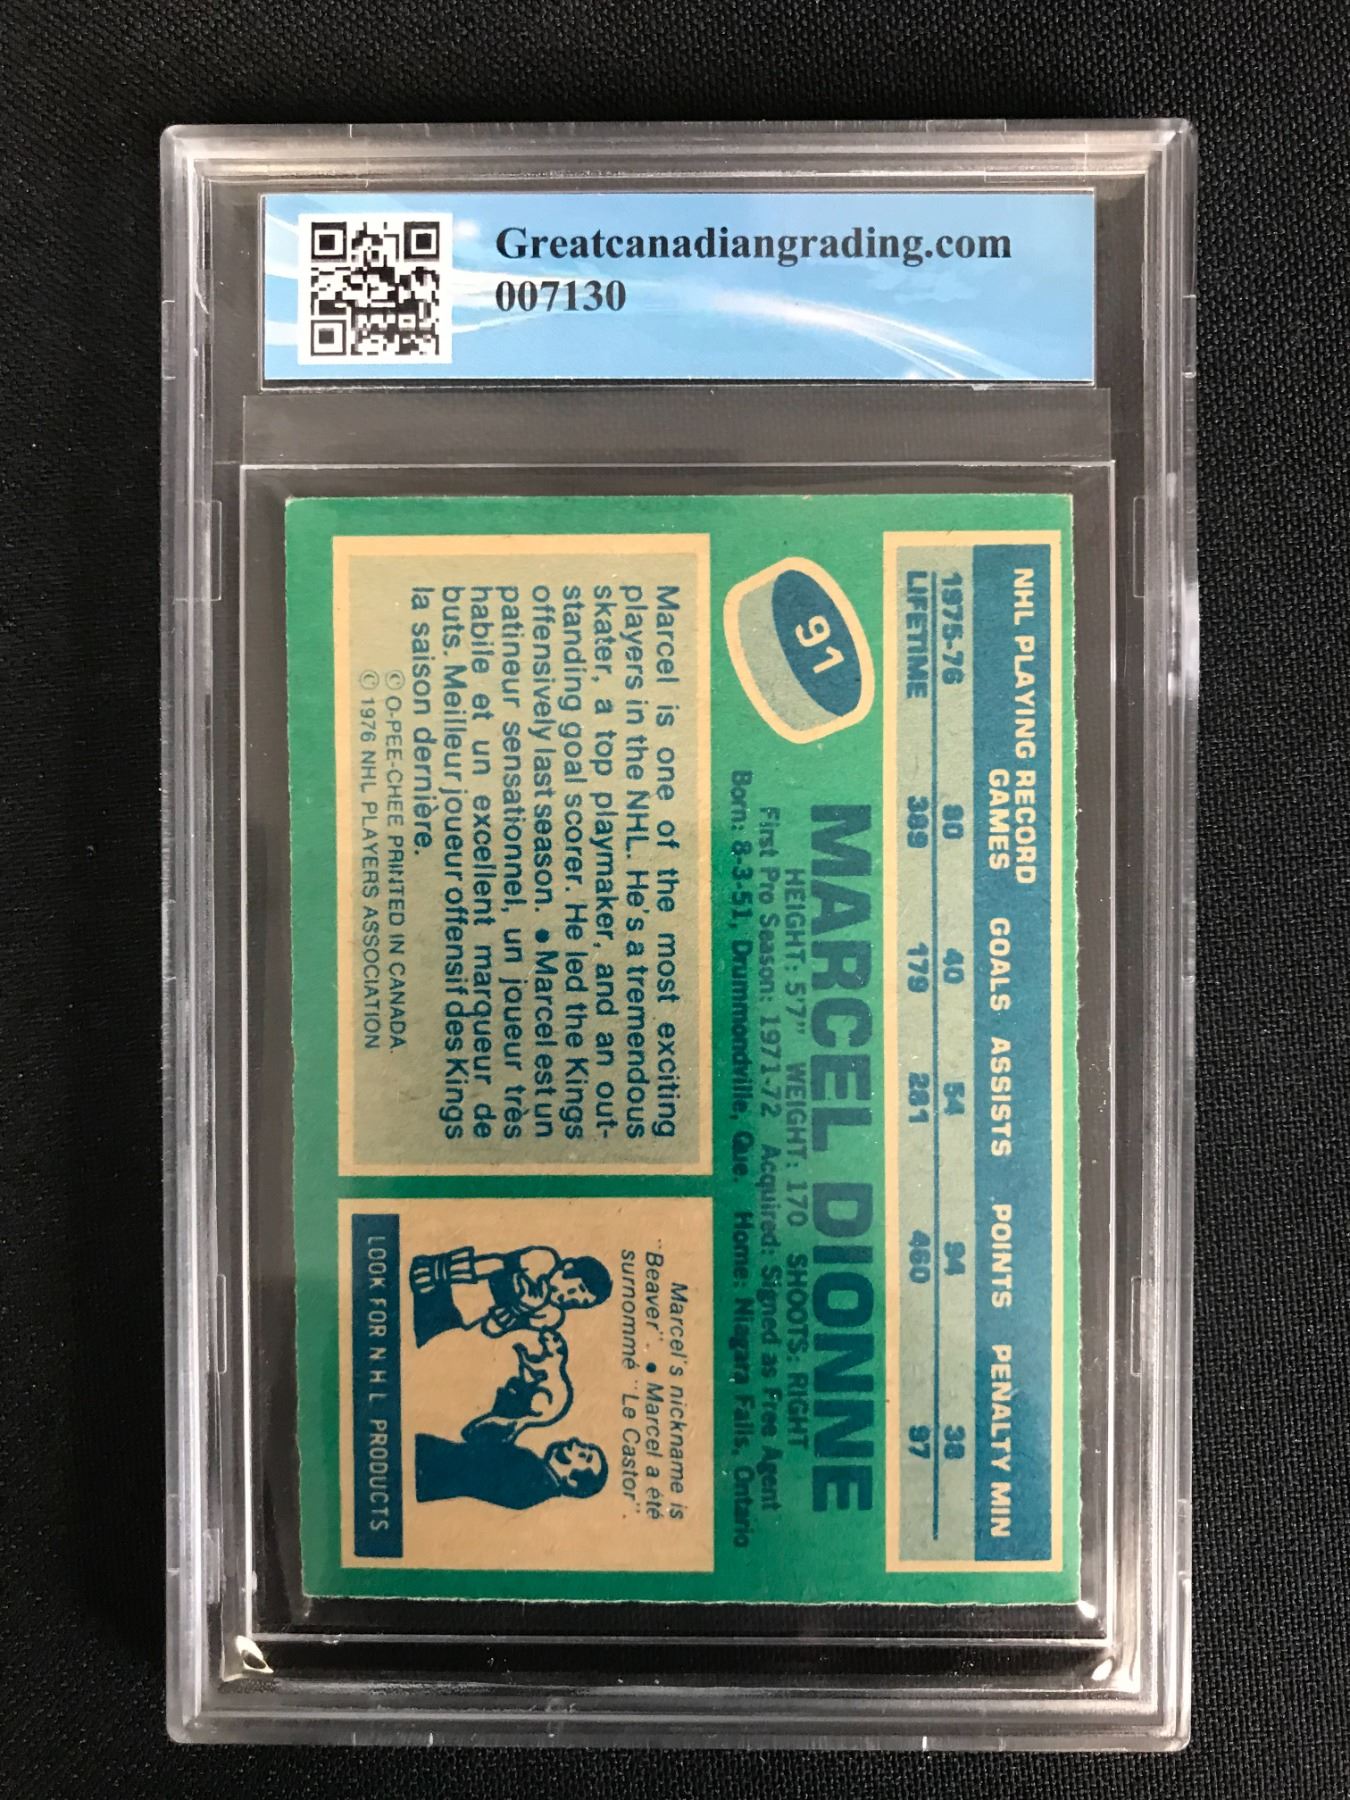 Greatcanadiangrading.com
007130
NHL PLAYING RECORD
GAMES GOALS ASSISTS POINTS PENALTY MIN
1975-76 80 40 54 94 38
LIFETIME 389 179 281 460 97
91
MARCEL DIONNE
HEIGHT: 5'7" WEIGHT: 170 SHOOTS: RIGHT
First Pro Season: 1971-72 Acquired: Signed as Free Agent
Born: 8-3-51, Drummondville, Que. Home: Niagara Falls, Ontario
Marcel is one of the most exciting
players in the NHL. He's a tremendous
skater, a top playmaker, and an out-
standing goal scorer. He led the Kings
offensively last season. • Marcel est un
patineur sensationnel, un joueur très
habile et un excellent marqueur de
buts. Meilleur joueur offensif des Kings
la saison dernière.
© O-PEE-CHEE PRINTED IN CANADA.
© 1976 NHL PLAYERS ASSOCIATION
Marcel's nickname is
"Beaver". • Marcel a été
surnommé "Le Castor".
LOOK FOR N H L PRODUCTS